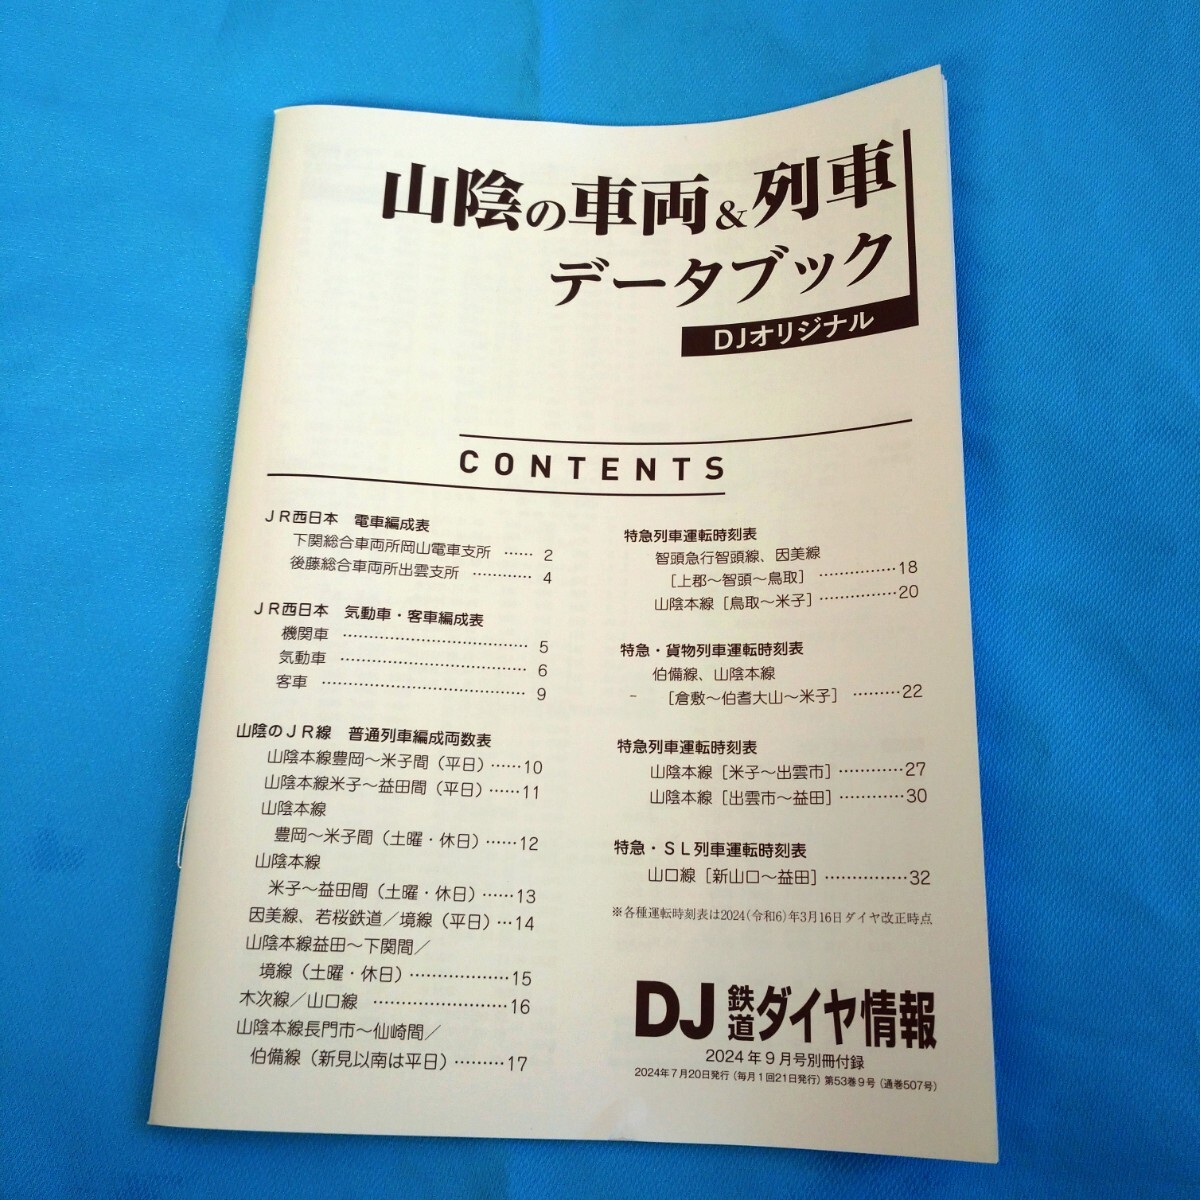 山陰の車両&列車
データブック
DJオリジナル
CONTENTS
JR西日本 電車編成表
下関総合車両所岡山電車支所 …… 2
後藤総合車両所出雲支所 ………… 4
JR西日本 気動車・客車編成表
機関車 ……………………………… 5
気動車 ……………………………… 6
客車 ………………………………… 9
山陰のJR線 普通列車編成両数表
山陰本線豊岡～米子間（平日）……10
山陰本線米子～益田間（平日）……11
山陰本線
豊岡～米子間（土曜・休日）……12
山陰本線
米子～益田間（土曜・休日）……13
因美線、若桜鉄道／境線（平日）…14
山陰本線益田～下関間／
境線（土曜・休日）………………15
木次線／山口線 ……………………16
山陰本線長門市～仙崎間／
伯備線（新見以南は平日）………17
特急列車運転時刻表
智頭急行智頭線、因美線
［上郡～智頭～鳥取］……………18
山陰本線［鳥取～米子］……………20
特急・貨物列車運転時刻表
伯備線、山陰本線
［倉敷～伯耆大山～米子］………22
特急列車運転時刻表
山陰本線［米子～出雲市］…………27
山陰本線［出雲市～益田］…………30
特急・SL列車運転時刻表
山口線［新山口～益田］……………32
※各種運転時刻表は2024（令和6）年3月16日ダイヤ改正時点
DJ鉄道ダイヤ情報
2024年9月号別冊付録
2024年7月20日発行（毎月1回21日発行）第53巻9号（通巻507号）